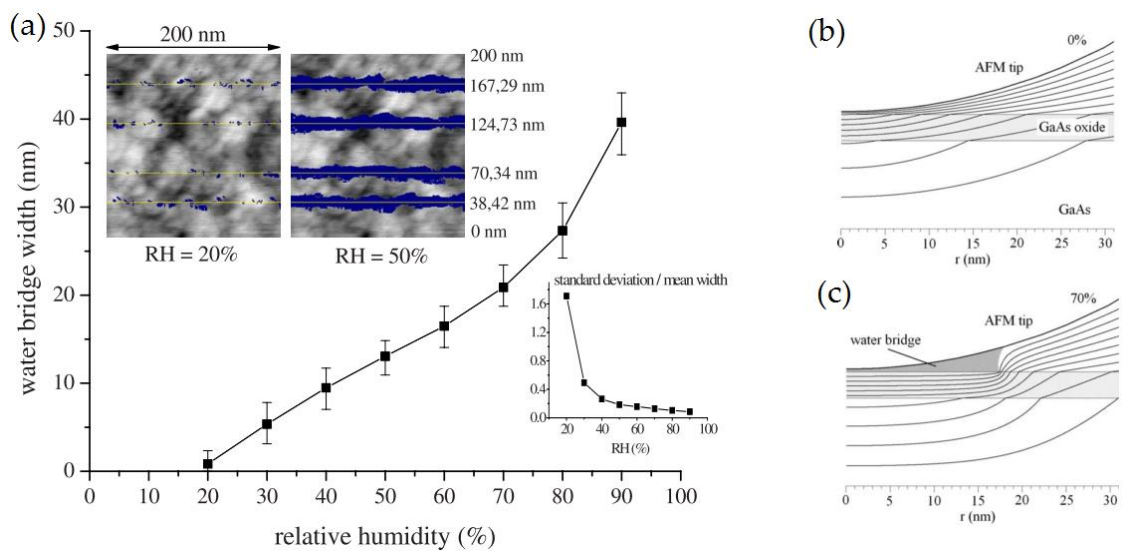 (a)
water bridge width (nm)
50
40
30
20
10
0
200 nm
200 nm
167,29 nm
124,73 nm
70,34 nm
38,42 nm
0 nm
RH = 20%
RH = 50%
standard deviation / mean width
1.6
1.2
0.8
0.4
0.0
20 40 60 80 100
RH (%)
0 10 20 30 40 50 60 70 80 90 100
relative humidity (%)
(b)
0%
AFM tip
GaAs oxide
GaAs
0 5 10 15 20 25 30
r (nm)
(c)
70%
AFM tip
water bridge
0 5 10 15 20 25 30
r (nm)